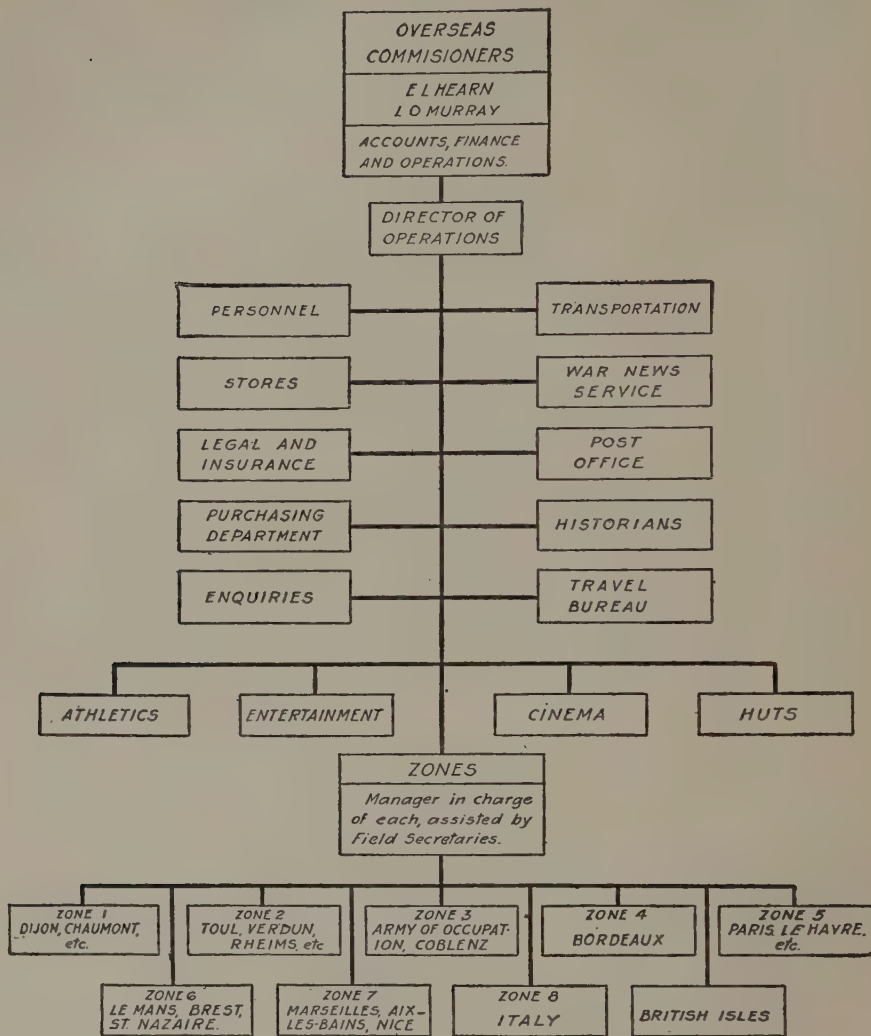 OVERSEAS
COMMISIONERS
E L HEARN
L O MURRAY
ACCOUNTS, FINANCE
AND OPERATIONS.
DIRECTOR OF
OPERATIONS
PERSONNEL
TRANSPORTATION
STORES
WAR NEWS
SERVICE
LEGAL AND
INSURANCE
POST
OFFICE
PURCHASING
DEPARTMENT
HISTORIANS
ENQUIRIES
TRAVEL
BUREAU
ATHLETICS
ENTERTAINMENT
CINEMA
HUTS
ZONES
Manager in charge
of each, assisted by
Field Secretaries.
ZONE 1
DIJON, CHAUMONT,
etc.
ZONE 2
TOUL, VERDUN,
RHEIMS, etc
ZONE 3
ARMY OF OCCUPAT-
ION, COBLENZ
ZONE 4
BORDEAUX
ZONE 5
PARIS, LE HAVRE,
etc.
ZONE 6
LE MANS, BREST,
ST. NAZAIRE.
ZONE 7
MARSEILLES, AIX-
LES-BAINS, NICE
ZONE 8
ITALY
BRITISH ISLES